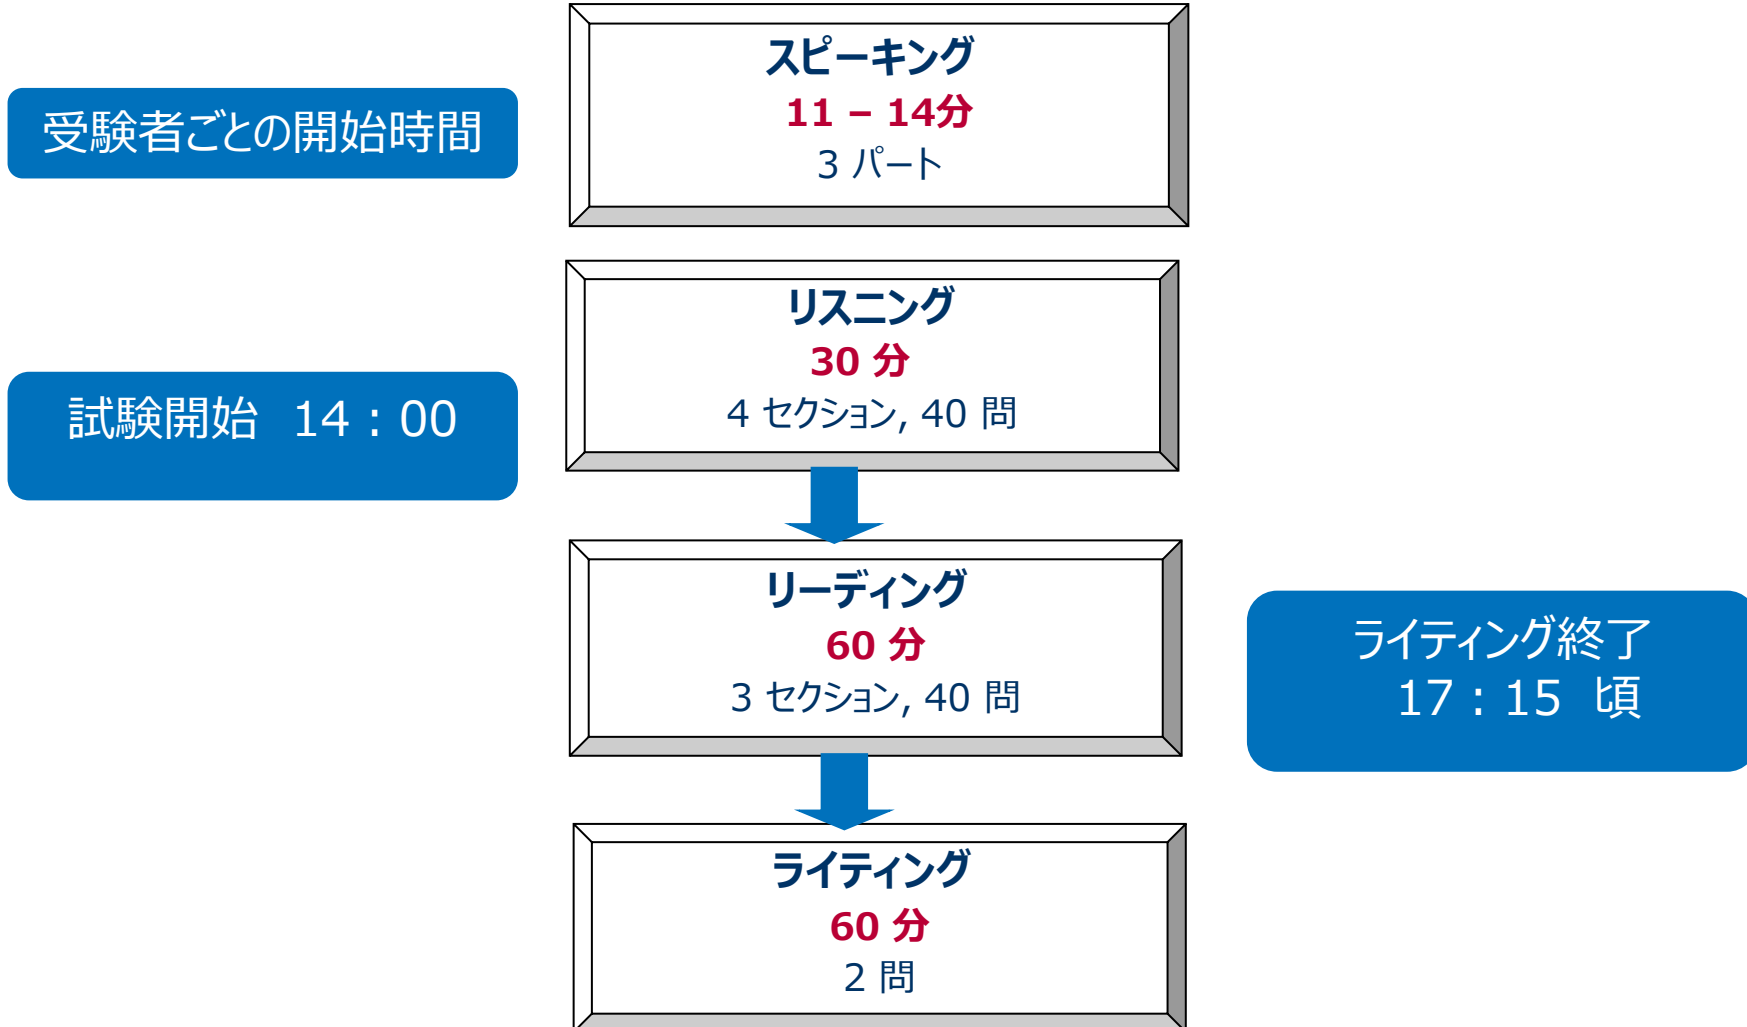 スピーキング
11 – 14分
3 パート
受験者ごとの開始時間
リスニング
30 分
4 セクション, 40 問
試験開始　14：00
リーディング
60 分
3 セクション, 40 問
ライティング終了
17：15 頃
ライティング
60 分
2 問